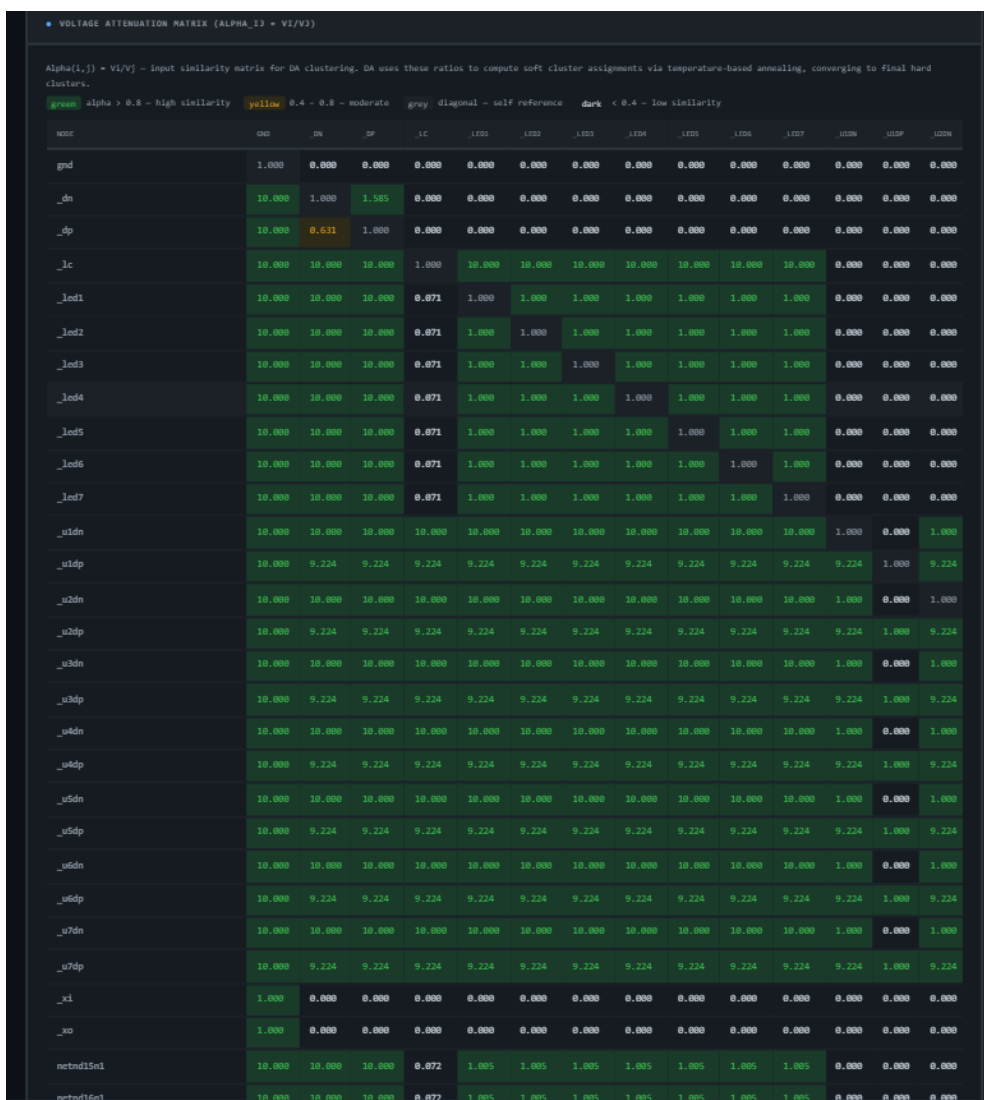 VOLTAGE ATTENUATION MATRIX (ALPHA_IJ = VI/VJ)
Alpha(i,j) = Vi/Vj — input similarity matrix for DA clustering. DA uses these ratios to compute soft cluster assignments via temperature-based annealing, converging to final hard
clusters.
green alpha > 0.8 — high similarity yellow 0.4 – 0.8 — moderate grey diagonal — self reference dark < 0.4 — low similarity
NODE GND _DN _DP _LC _LED1 _LED2 _LED3 _LED4 _LED5 _LED6 _LED7 _U1DN _U1DP _U2DN
gnd 1.000 0.000 0.000 0.000 0.000 0.000 0.000 0.000 0.000 0.000 0.000 0.000 0.000 0.000
_dn 10.000 1.000 1.585 0.000 0.000 0.000 0.000 0.000 0.000 0.000 0.000 0.000 0.000 0.000
_dp 10.000 0.631 1.000 0.000 0.000 0.000 0.000 0.000 0.000 0.000 0.000 0.000 0.000 0.000
_lc 10.000 10.000 10.000 1.000 10.000 10.000 10.000 10.000 10.000 10.000 10.000 0.000 0.000 0.000
_led1 10.000 10.000 10.000 0.071 1.000 1.000 1.000 1.000 1.000 1.000 1.000 0.000 0.000 0.000
_led2 10.000 10.000 10.000 0.071 1.000 1.000 1.000 1.000 1.000 1.000 1.000 0.000 0.000 0.000
_led3 10.000 10.000 10.000 0.071 1.000 1.000 1.000 1.000 1.000 1.000 1.000 0.000 0.000 0.000
_led4 10.000 10.000 10.000 0.071 1.000 1.000 1.000 1.000 1.000 1.000 1.000 0.000 0.000 0.000
_led5 10.000 10.000 10.000 0.071 1.000 1.000 1.000 1.000 1.000 1.000 1.000 0.000 0.000 0.000
_led6 10.000 10.000 10.000 0.071 1.000 1.000 1.000 1.000 1.000 1.000 1.000 0.000 0.000 0.000
_led7 10.000 10.000 10.000 0.071 1.000 1.000 1.000 1.000 1.000 1.000 1.000 0.000 0.000 0.000
_u1dn 10.000 10.000 10.000 10.000 10.000 10.000 10.000 10.000 10.000 10.000 10.000 1.000 0.000 1.000
_u1dp 10.000 9.224 9.224 9.224 9.224 9.224 9.224 9.224 9.224 9.224 9.224 9.224 1.000 9.224
_u2dn 10.000 10.000 10.000 10.000 10.000 10.000 10.000 10.000 10.000 10.000 10.000 1.000 0.000 1.000
_u2dp 10.000 9.224 9.224 9.224 9.224 9.224 9.224 9.224 9.224 9.224 9.224 9.224 1.000 9.224
_u3dn 10.000 10.000 10.000 10.000 10.000 10.000 10.000 10.000 10.000 10.000 10.000 1.000 0.000 1.000
_u3dp 10.000 9.224 9.224 9.224 9.224 9.224 9.224 9.224 9.224 9.224 9.224 9.224 1.000 9.224
_u4dn 10.000 10.000 10.000 10.000 10.000 10.000 10.000 10.000 10.000 10.000 10.000 1.000 0.000 1.000
_u4dp 10.000 9.224 9.224 9.224 9.224 9.224 9.224 9.224 9.224 9.224 9.224 9.224 1.000 9.224
_u5dn 10.000 10.000 10.000 10.000 10.000 10.000 10.000 10.000 10.000 10.000 10.000 1.000 0.000 1.000
_u5dp 10.000 9.224 9.224 9.224 9.224 9.224 9.224 9.224 9.224 9.224 9.224 9.224 1.000 9.224
_u6dn 10.000 10.000 10.000 10.000 10.000 10.000 10.000 10.000 10.000 10.000 10.000 1.000 0.000 1.000
_u6dp 10.000 9.224 9.224 9.224 9.224 9.224 9.224 9.224 9.224 9.224 9.224 9.224 1.000 9.224
_u7dn 10.000 10.000 10.000 10.000 10.000 10.000 10.000 10.000 10.000 10.000 10.000 1.000 0.000 1.000
_u7dp 10.000 9.224 9.224 9.224 9.224 9.224 9.224 9.224 9.224 9.224 9.224 9.224 1.000 9.224
_xi 1.000 0.000 0.000 0.000 0.000 0.000 0.000 0.000 0.000 0.000 0.000 0.000 0.000 0.000
_xo 1.000 0.000 0.000 0.000 0.000 0.000 0.000 0.000 0.000 0.000 0.000 0.000 0.000 0.000
netnd15m1 10.000 10.000 10.000 0.072 1.005 1.005 1.005 1.005 1.005 1.005 1.005 0.000 0.000 0.000
netnd16m1 10.000 10.000 10.000 0.072 1.005 1.005 1.005 1.005 1.005 1.005 1.005 0.000 0.000 0.000